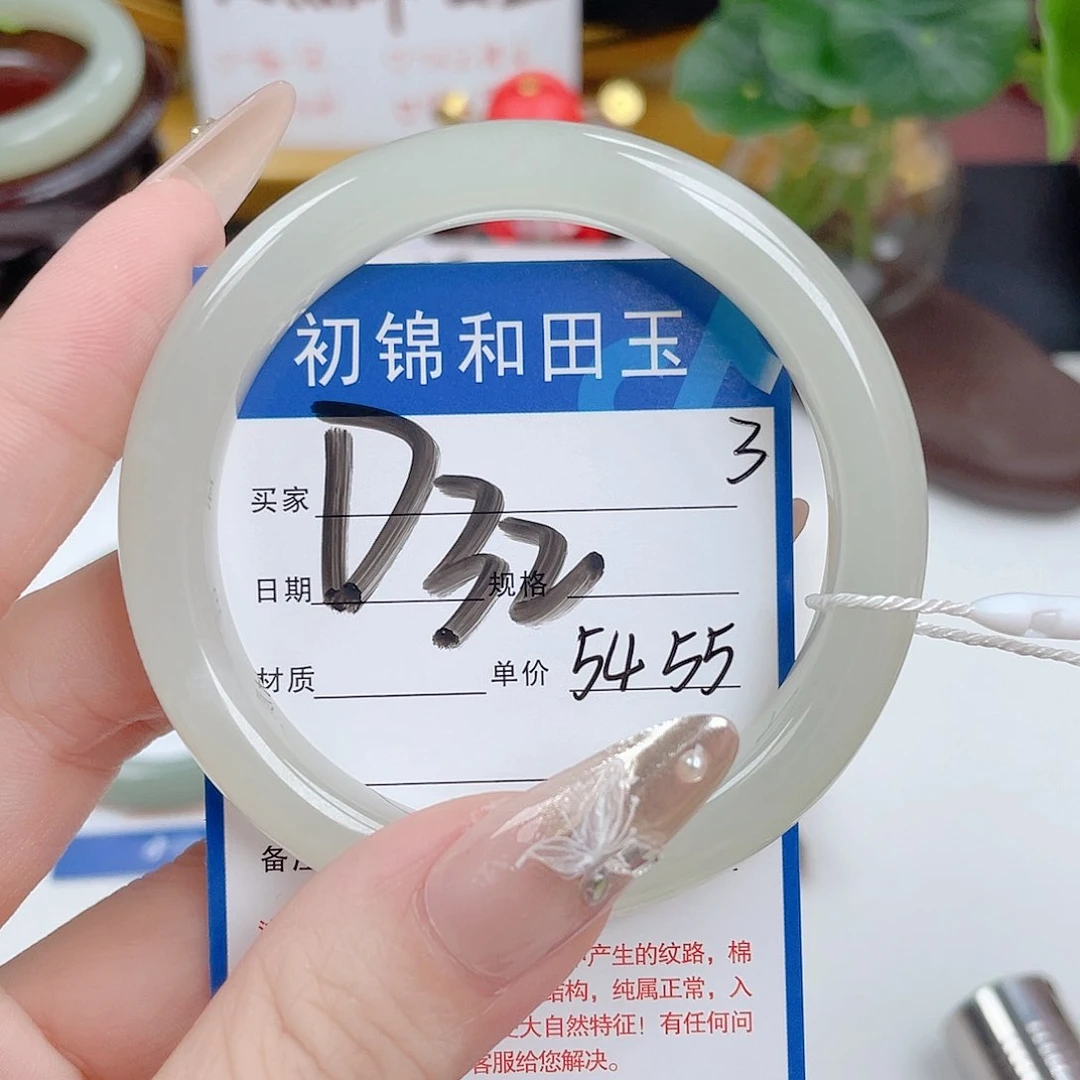 初锦和田玉
3
买家
D32
日期 规格
材质 单价 54 55
备注
产生的纹路，棉
结构，纯属正常，入
大自然特征！有任何问
客服给您解决。